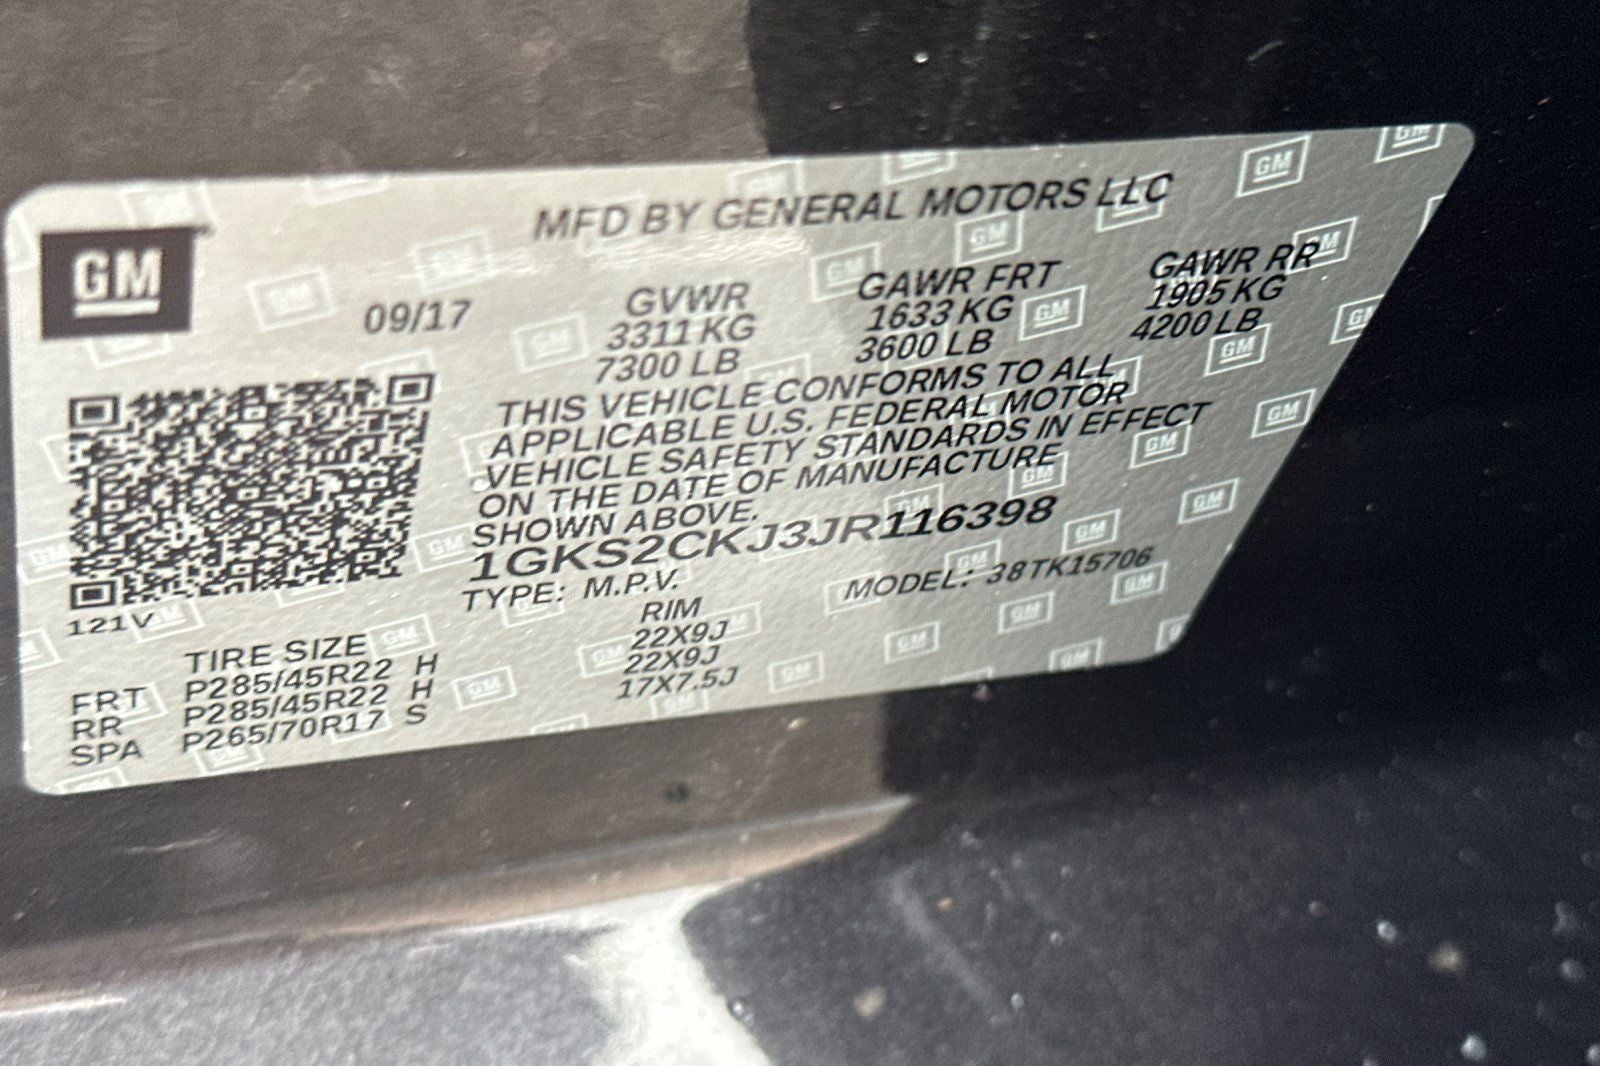 MFD BY GENERAL MOTORS LLC
GM
09/17
GVWR GAWR FRT GAWR RR
3311 KG 1633 KG 1905 KG
7300 LB 3600 LB 4200 LB
THIS VEHICLE CONFORMS TO ALL
APPLICABLE U.S. FEDERAL MOTOR
VEHICLE SAFETY STANDARDS IN EFFECT
ON THE DATE OF MANUFACTURE
SHOWN ABOVE.
1GKS2CKJ3JR116398
TYPE: M.P.V. MODEL: 38TK15706
121V
TIRE SIZE RIM
FRT P285/45R22 H 22X9J
RR P285/45R22 H 22X9J
SPA P265/70R17 S 17X7.5J